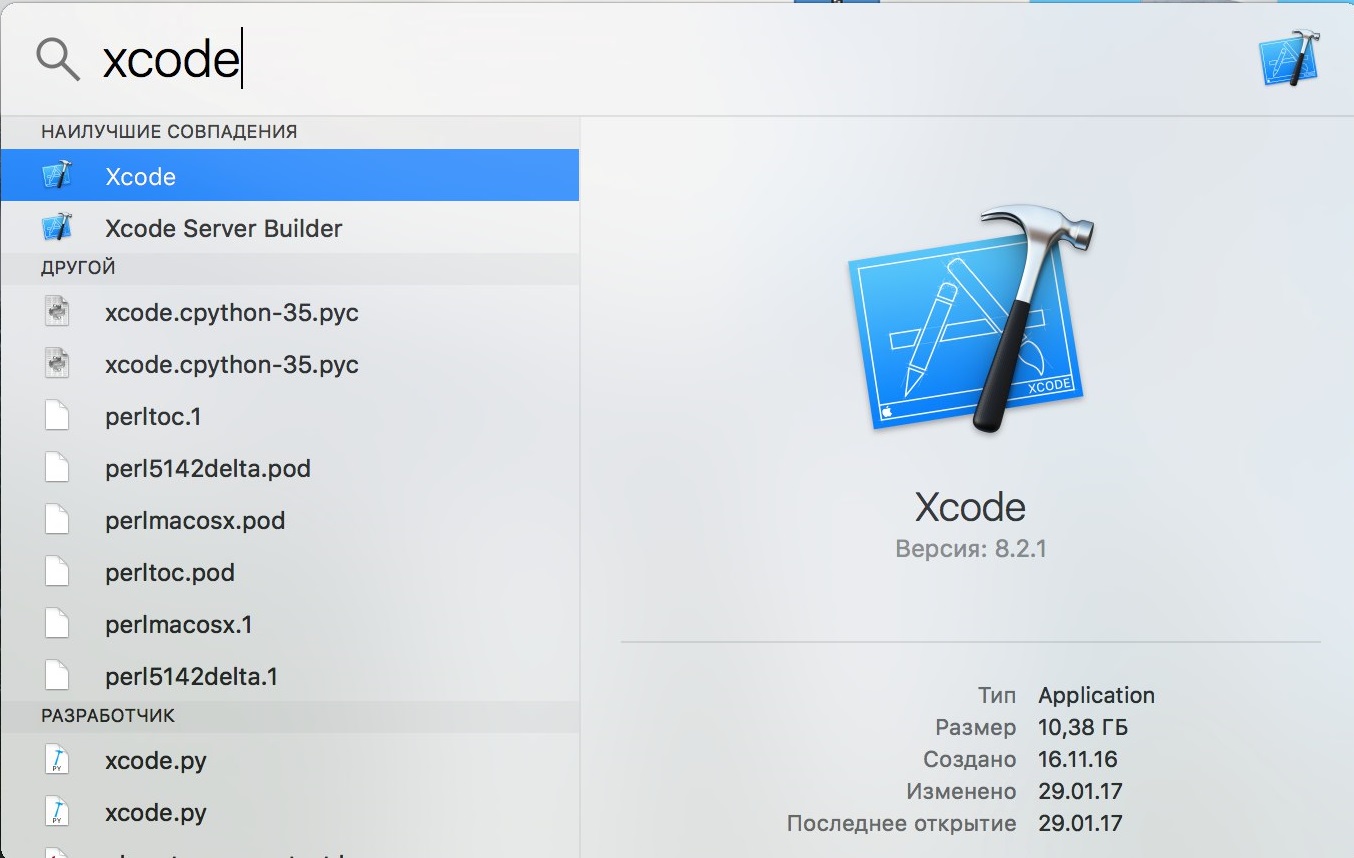 xcode
НАИЛУЧШИЕ СОВПАДЕНИЯ
Xcode
Xcode Server Builder
ДРУГОЙ
xcode.cpython-35.pyc
xcode.cpython-35.pyc
perltoc.1
perl5142delta.pod
perlmacosx.pod
perltoc.pod
perlmacosx.1
perl5142delta.1
РАЗРАБОТЧИК
xcode.py
xcode.py
XCODE
Xcode
Версия: 8.2.1
Тип Application
Размер 10,38 ГБ
Создано 16.11.16
Изменено 29.01.17
Последнее открытие 29.01.17